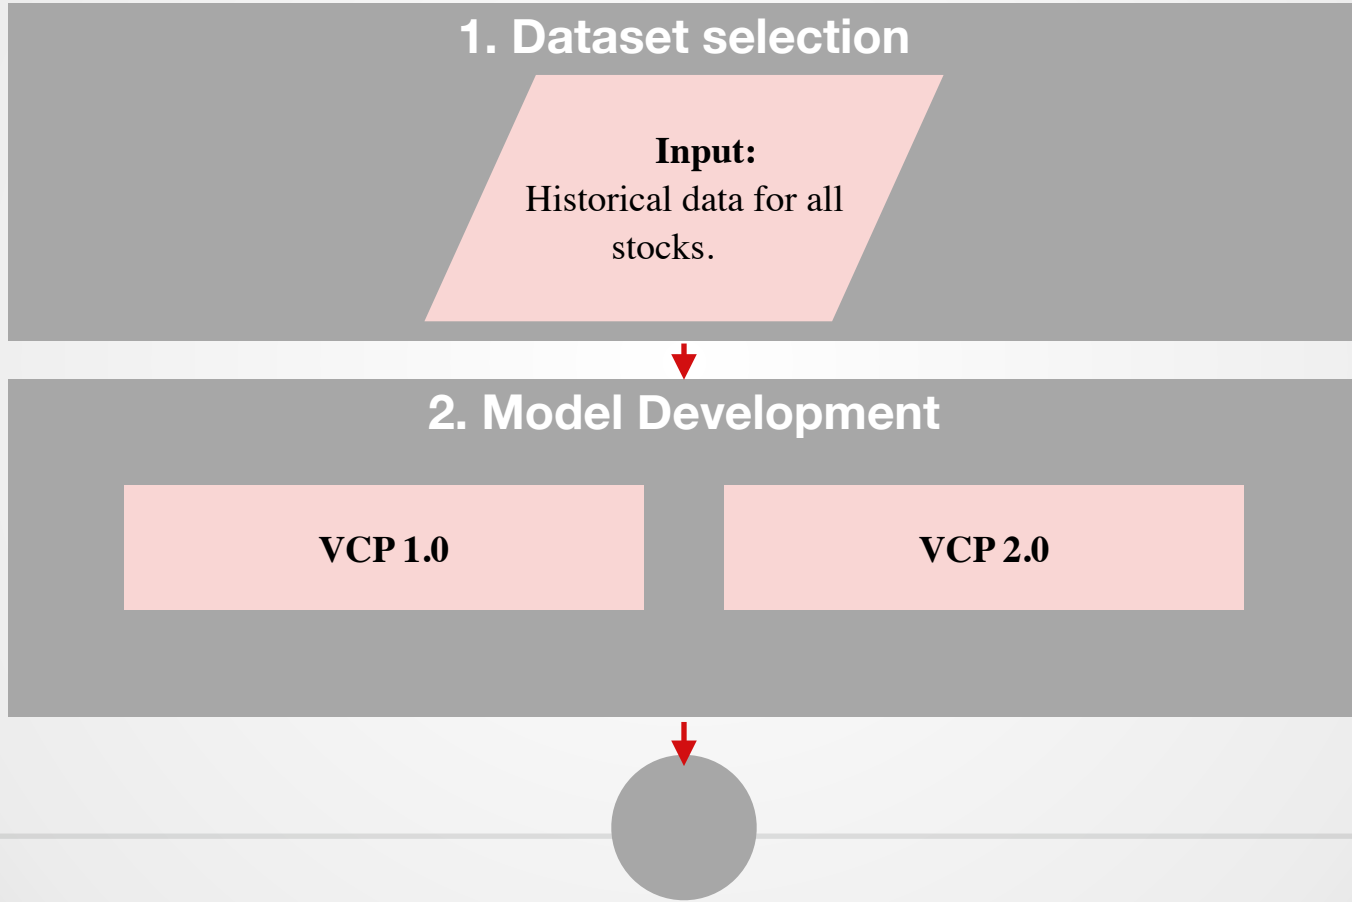 1. Dataset selection
Input:
Historical data for all
stocks.
2. Model Development
VCP 1.0
VCP 2.0